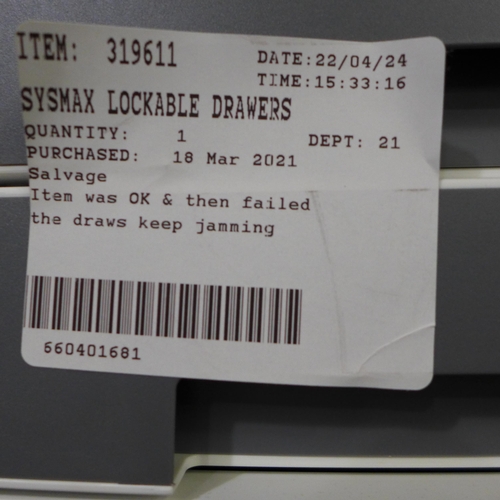 ITEM: 319611
DATE:22/04/24
TIME:15:33:16
SYSMAX LOCKABLE DRAWERS
QUANTITY: 1 DEPT: 21
PURCHASED: 18 Mar 2021
Salvage
Item was OK & then failed
the draws keep jamming
660401681